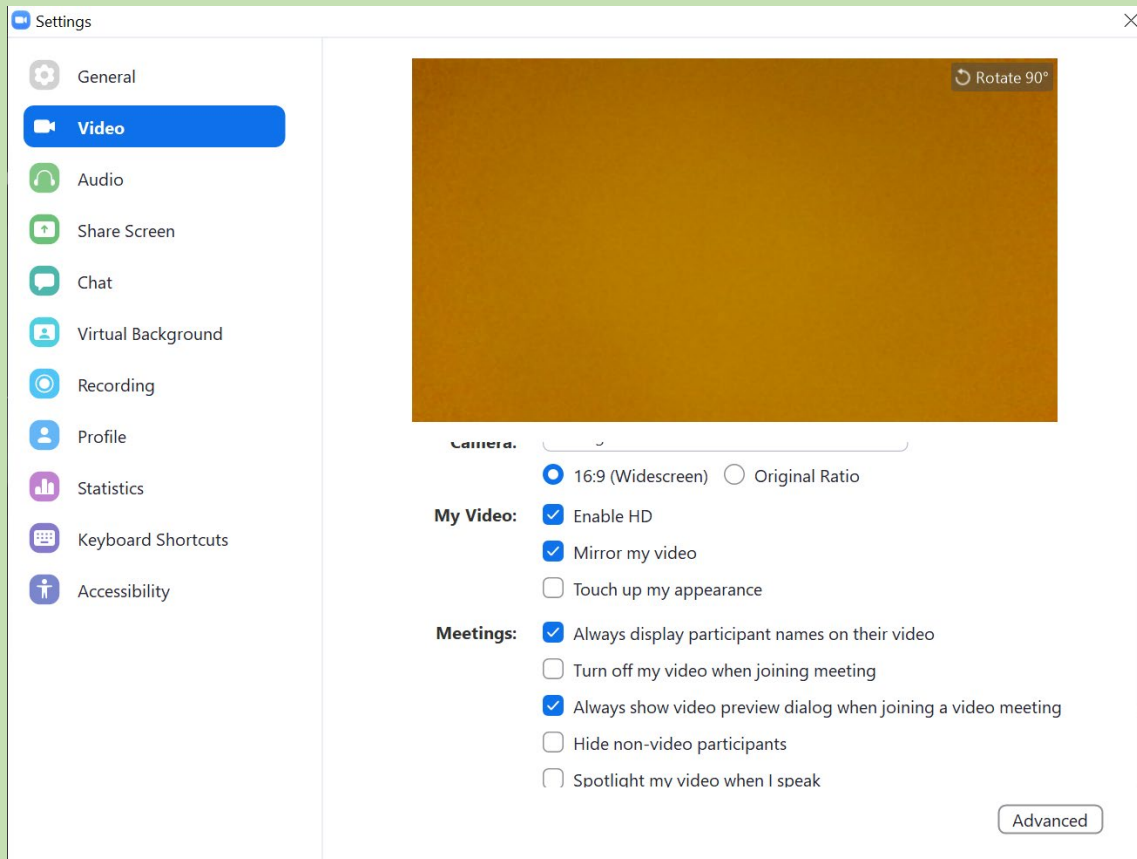 Settings
General
Video
Audio
Share Screen
Chat
Virtual Background
Recording
Profile
Statistics
Keyboard Shortcuts
Accessibility
Rotate 90°
Camera:
16:9 (Widescreen) Original Ratio
My Video: Enable HD
Mirror my video
Touch up my appearance
Meetings: Always display participant names on their video
Turn off my video when joining meeting
Always show video preview dialog when joining a video meeting
Hide non-video participants
Spotlight my video when I speak
Advanced